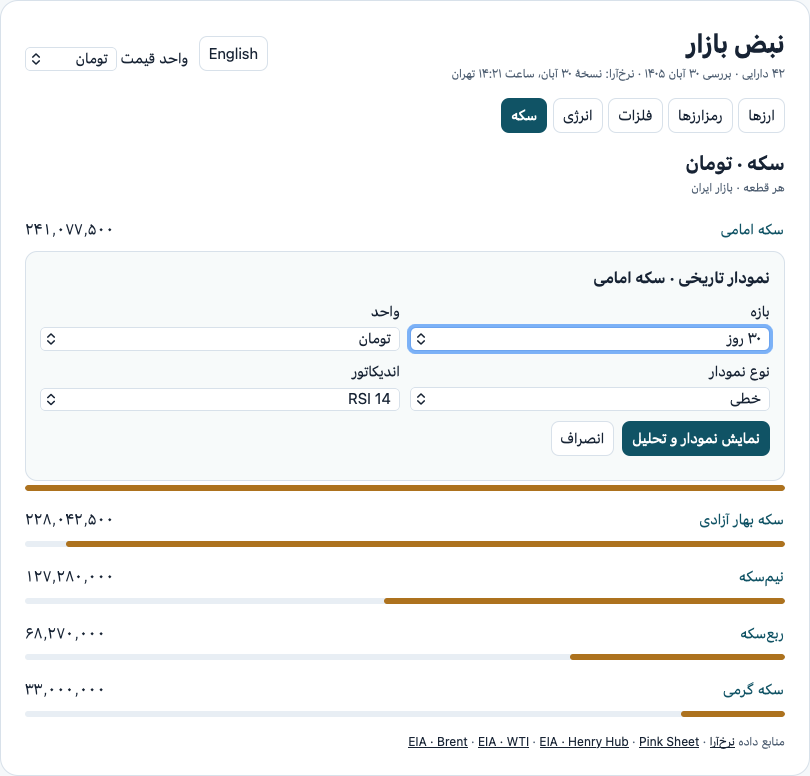 نبض بازار
۴۲ دارایی · بررسی ۳۰ آبان ۱۴۰۵ · نرخ‌آرا: نسخهٔ ۳۰ آبان، ساعت ۱۴:۲۱ تهران
English
واحد قیمت تومان
ارزها رمزارزها فلزات انرژی سکه
سکه · تومان
هر قطعه · بازار ایران
سکه امامی ۲۴۱,۰۷۷,۵۰۰
نمودار تاریخی · سکه امامی
بازه واحد
۳۰ روز تومان
نوع نمودار اندیکاتور
خطی RSI 14
نمایش نمودار و تحلیل انصراف
سکه بهار آزادی ۲۲۸,۰۴۲,۵۰۰
نیم‌سکه ۱۲۷,۲۸۰,۰۰۰
ربع‌سکه ۶۸,۲۷۰,۰۰۰
سکه گرمی ۳۳,۰۰۰,۰۰۰
منابع داده نرخ‌آرا · Pink Sheet · EIA · Henry Hub · EIA · WTI · EIA · Brent